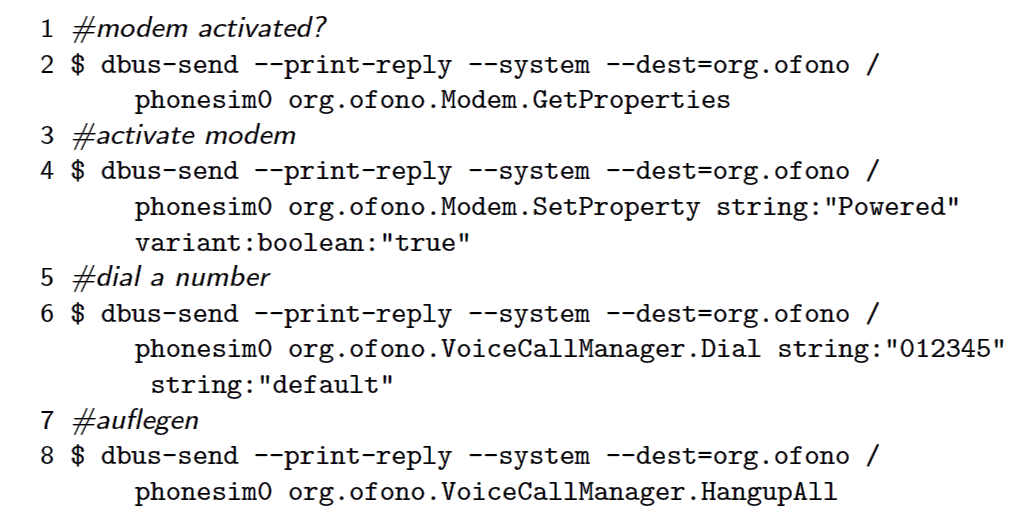 1 #modem activated?
2 $ dbus-send --print-reply --system --dest=org.ofono /
phonesim0 org.ofono.Modem.GetProperties
3 #activate modem
4 $ dbus-send --print-reply --system --dest=org.ofono /
phonesim0 org.ofono.Modem.SetProperty string:"Powered"
variant:boolean:"true"
5 #dial a number
6 $ dbus-send --print-reply --system --dest=org.ofono /
phonesim0 org.ofono.VoiceCallManager.Dial string:"012345"
string:"default"
7 #auflegen
8 $ dbus-send --print-reply --system --dest=org.ofono /
phonesim0 org.ofono.VoiceCallManager.HangupAll